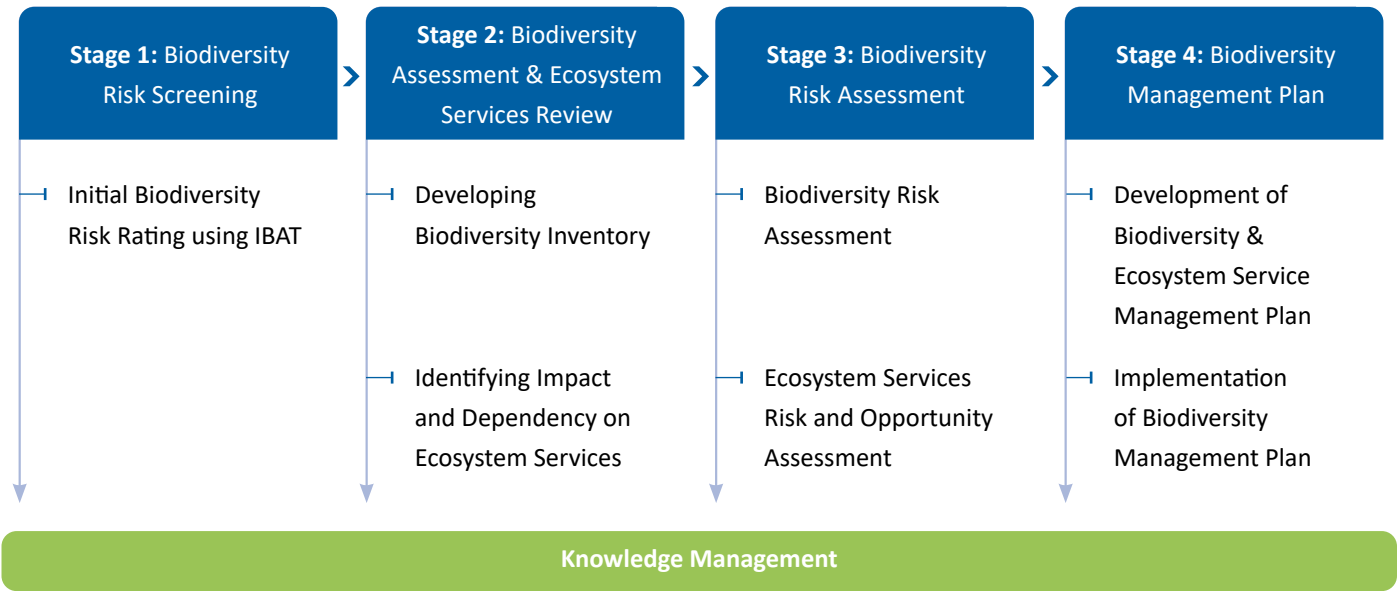 Stage 1: Biodiversity
Risk Screening
Initial Biodiversity
Risk Rating using IBAT
Stage 2: Biodiversity
Assessment & Ecosystem
Services Review
Developing
Biodiversity Inventory
Identifying Impact
and Dependency on
Ecosystem Services
Stage 3: Biodiversity
Risk Assessment
Biodiversity Risk
Assessment
Ecosystem Services
Risk and Opportunity
Assessment
Stage 4: Biodiversity
Management Plan
Development of
Biodiversity &
Ecosystem Service
Management Plan
Implementation
of Biodiversity
Management Plan
Knowledge Management